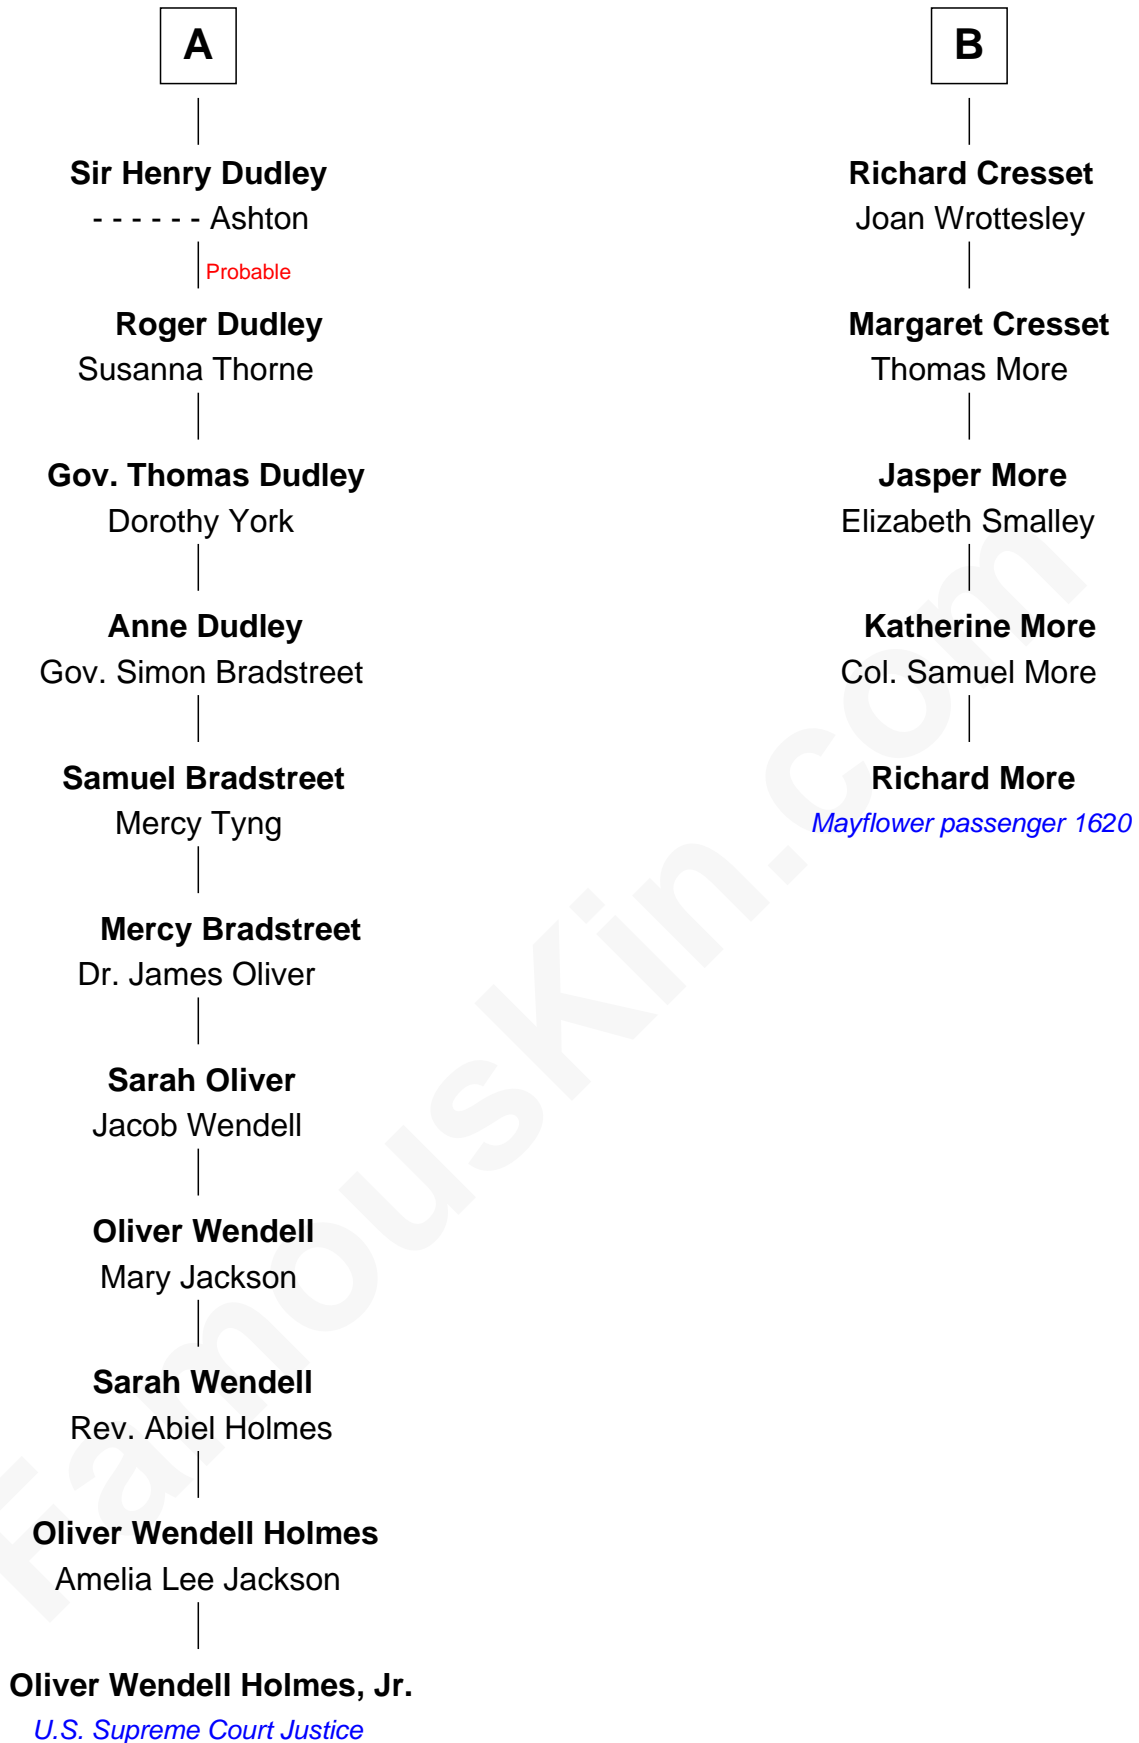 A
Sir Henry Dudley
- - - - - - Ashton
Probable
Roger Dudley
Susanna Thorne
Gov. Thomas Dudley
Dorothy York
Anne Dudley
Gov. Simon Bradstreet
Samuel Bradstreet
Mercy Tyng
Mercy Bradstreet
Dr. James Oliver
Sarah Oliver
Jacob Wendell
Oliver Wendell
Mary Jackson
Sarah Wendell
Rev. Abiel Holmes
Oliver Wendell Holmes
Amelia Lee Jackson
Oliver Wendell Holmes, Jr.
U.S. Supreme Court Justice
B
Richard Cresset
Joan Wrottesley
Margaret Cresset
Thomas More
Jasper More
Elizabeth Smalley
Katherine More
Col. Samuel More
Richard More
Mayflower passenger 1620
FamousKin.com